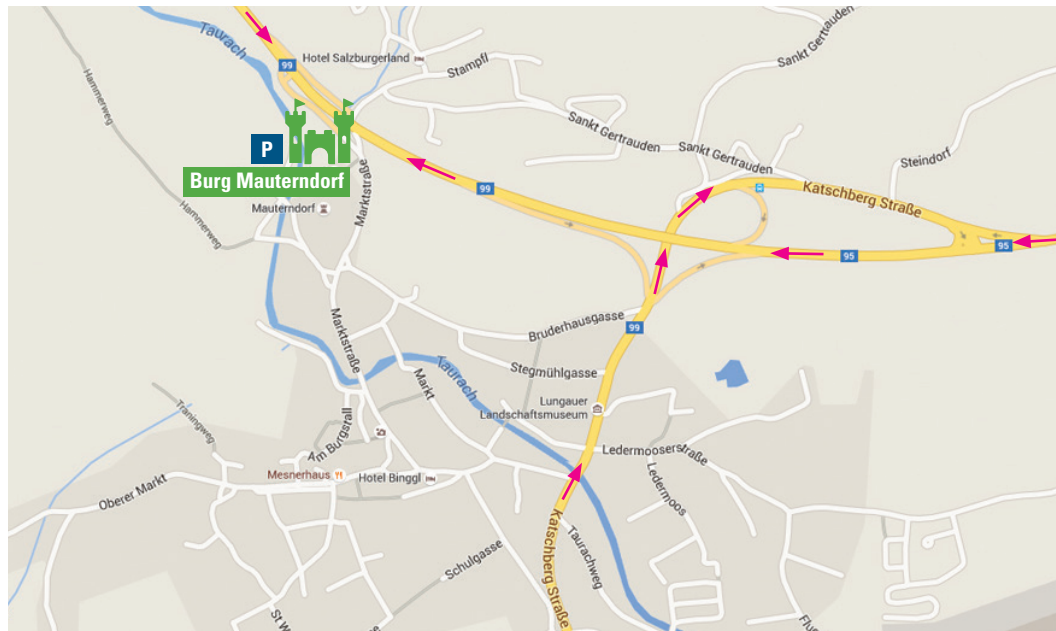 Taurach
Hotel Salzburgerland
99
Stampfl
Hammerweg
Sankt Gertrauden
Sankt Gertrauden
Sankt Gertrauden
Steindorf
P
Burg Mauterndorf
Marktstraße
99
Katschberg Straße
Mauterndorf
Hammerweg
95
95
Bruderhausgasse
99
Marktstraße
Taurach
Stegmühlgasse
Markt
Lungauer
Landschaftsmuseum
Traningweg
Am Burgstall
Ledermooserstraße
Mesnerhaus
Hotel Binggl
Ledermoos
Oberer Markt
Katschberg Straße
Taurachweg
Schulgasse